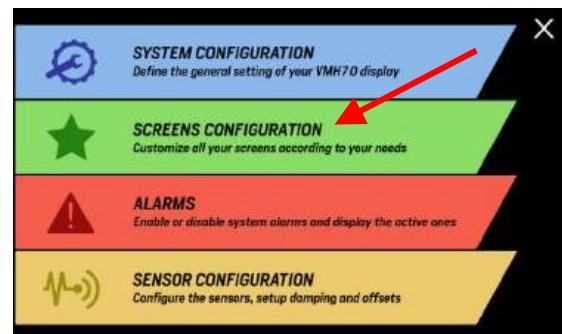 SYSTEM CONFIGURATION
Define the general setting of your VMH70 display
SCREENS CONFIGURATION
Customize all your screens according to your needs
ALARMS
Enable or disable system alarms and display the active ones
SENSOR CONFIGURATION
Configure the sensors, setup damping and offsets